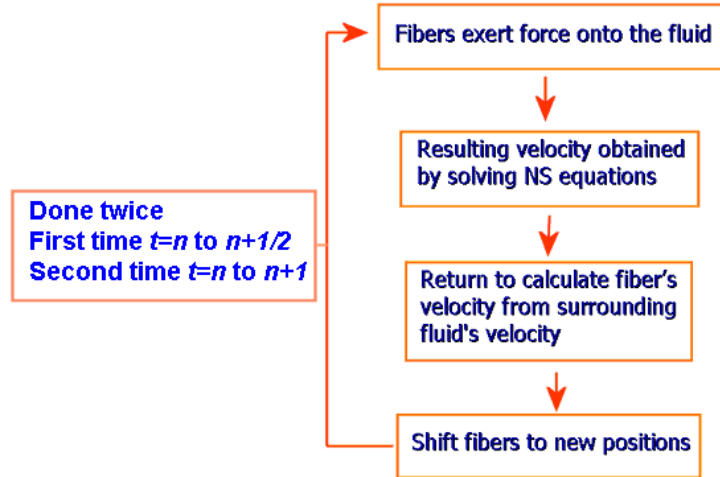 Fibers exert force onto the fluid
Resulting velocity obtained
by solving NS equations
Done twice
First time t=n to n+1/2
Second time t=n to n+1
Return to calculate fiber's
velocity from surrounding
fluid's velocity
Shift fibers to new positions